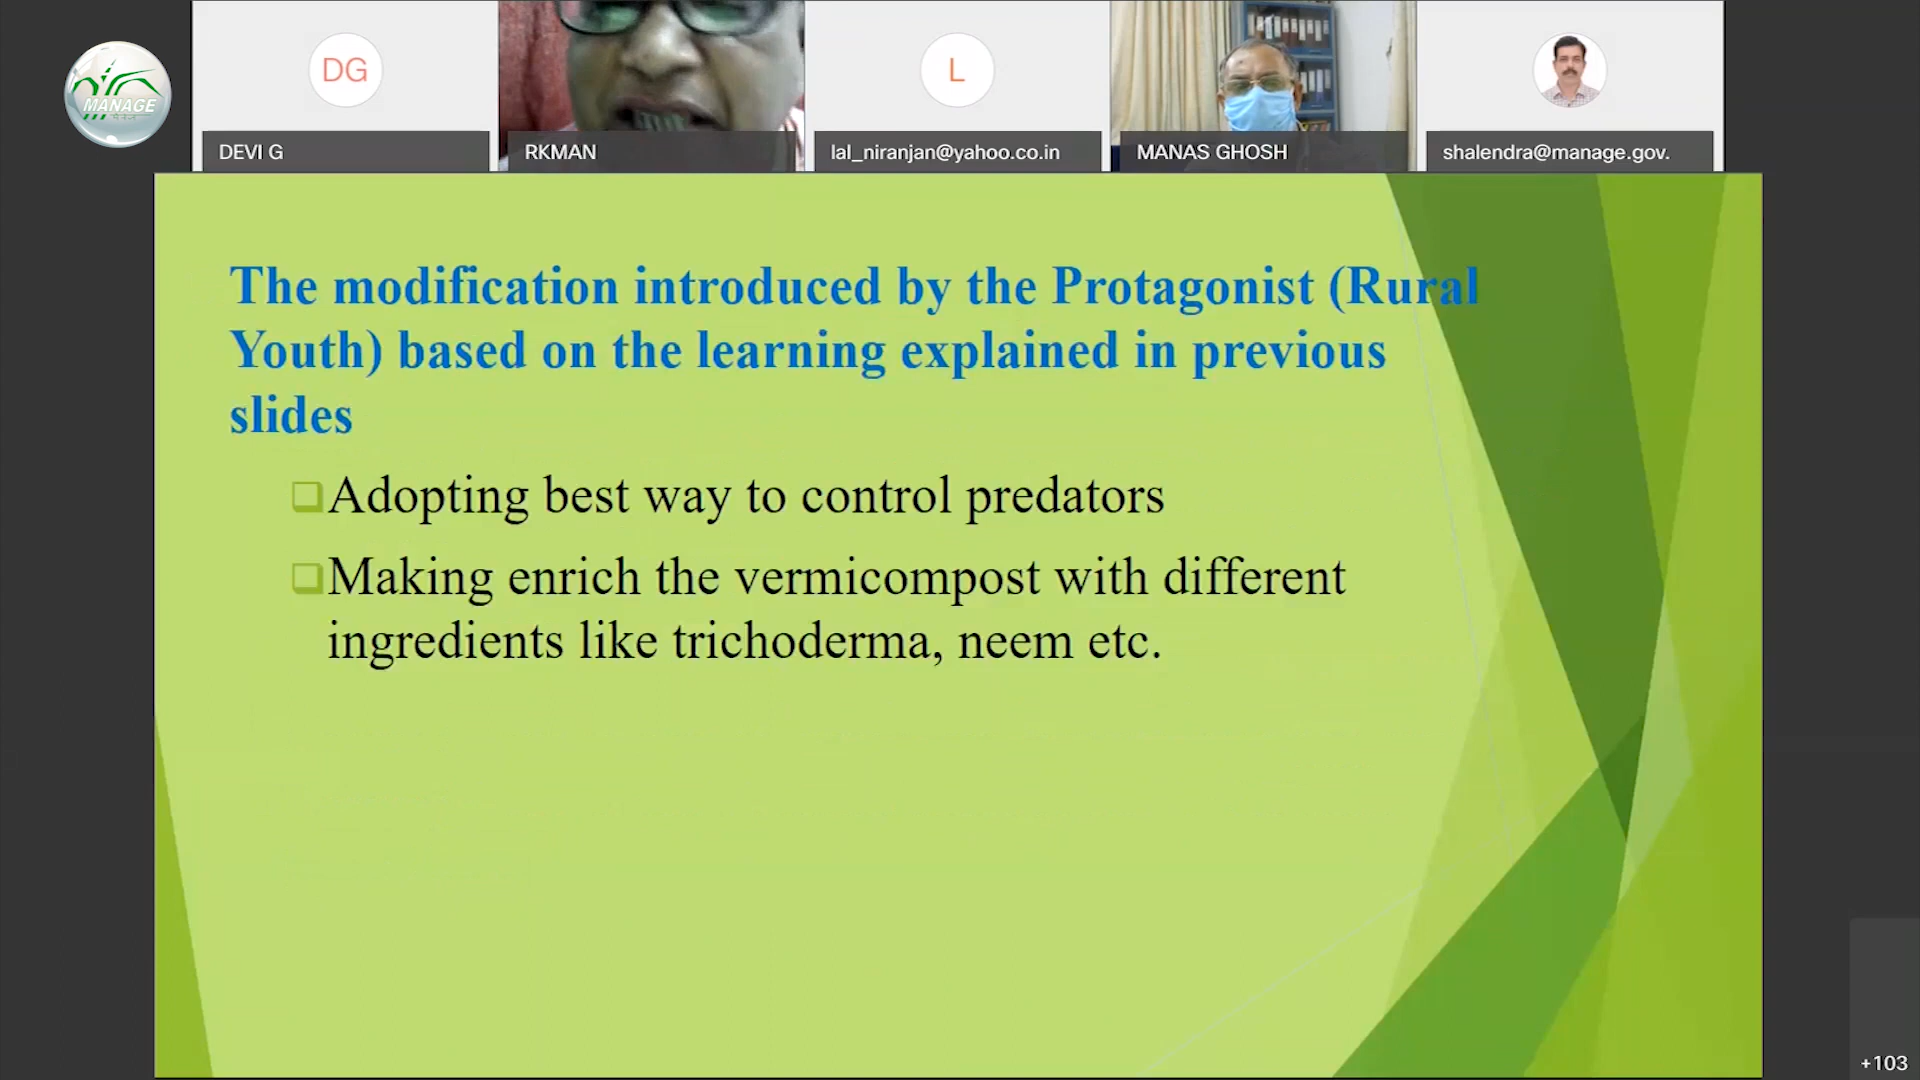 MANAGE
DG
L
DEVI G
RKMAN
lal_niranjan@yahoo.co.in
MANAS GHOSH
shalendra@manage.gov.
The modification introduced by the Protagonist (Rural
Youth) based on the learning explained in previous
slides
Adopting best way to control predators
Making enrich the vermicompost with different
ingredients like trichoderma, neem etc.
+103